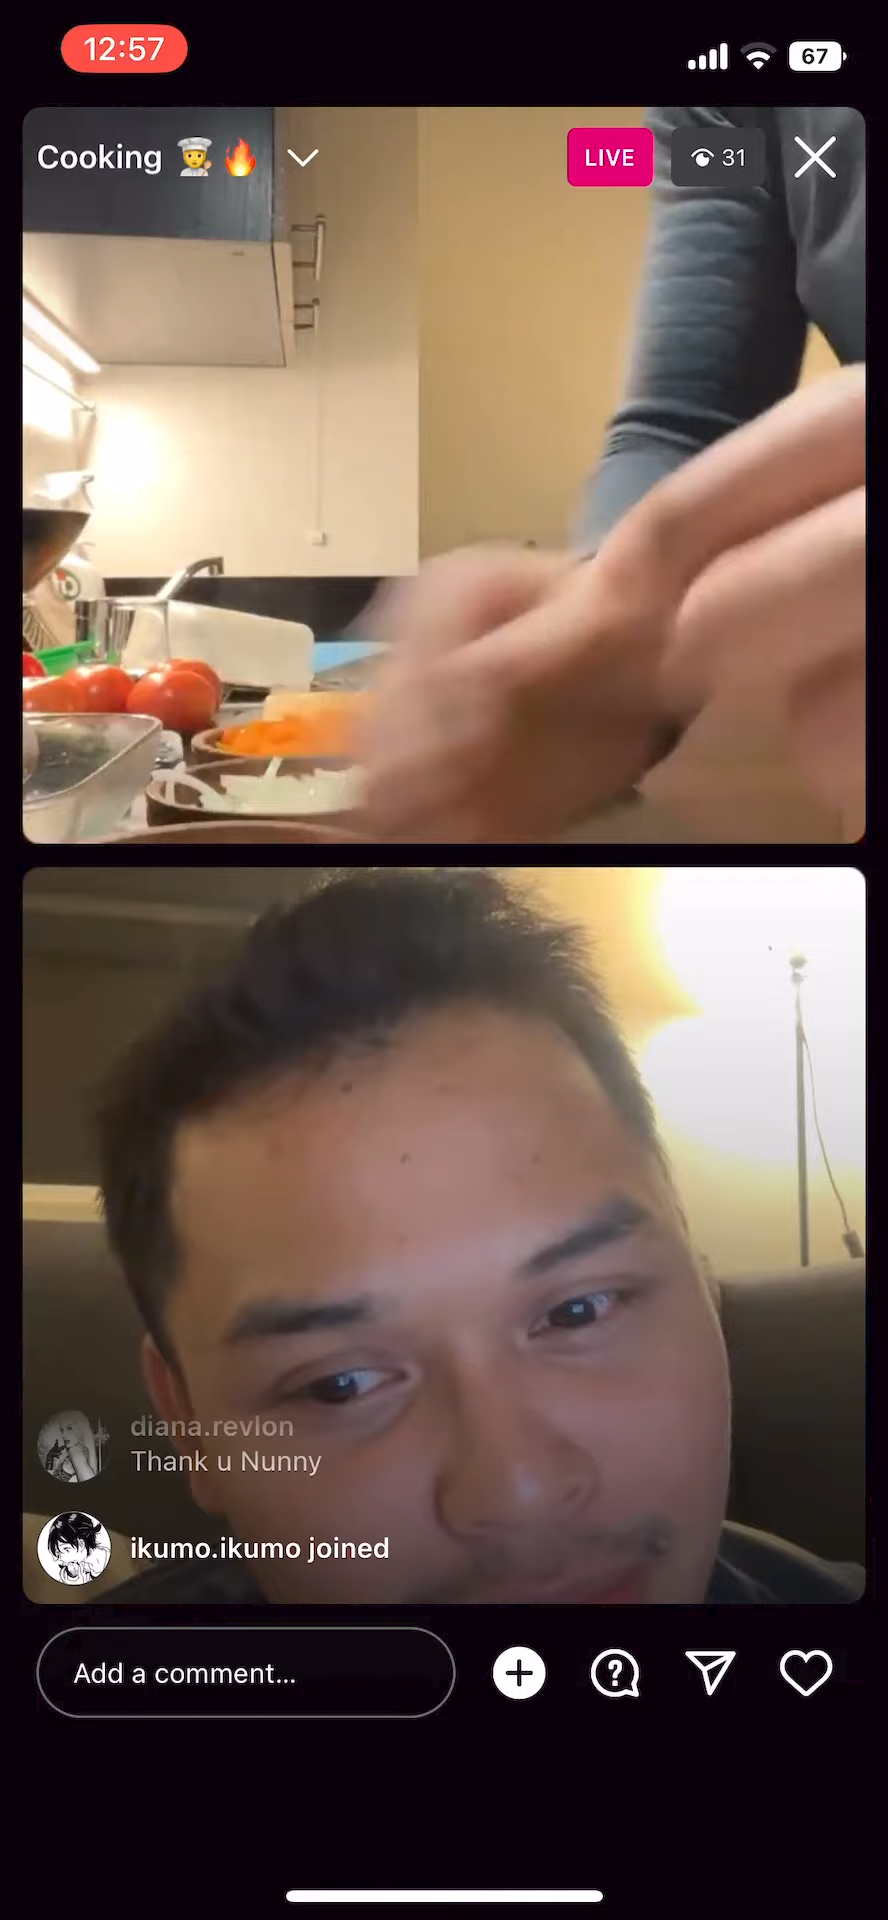 12:57
67
Cooking 👩‍🍳🔥
LIVE
31
diana.revlon
Thank u Nunny
ikumo.ikumo joined
Add a comment...